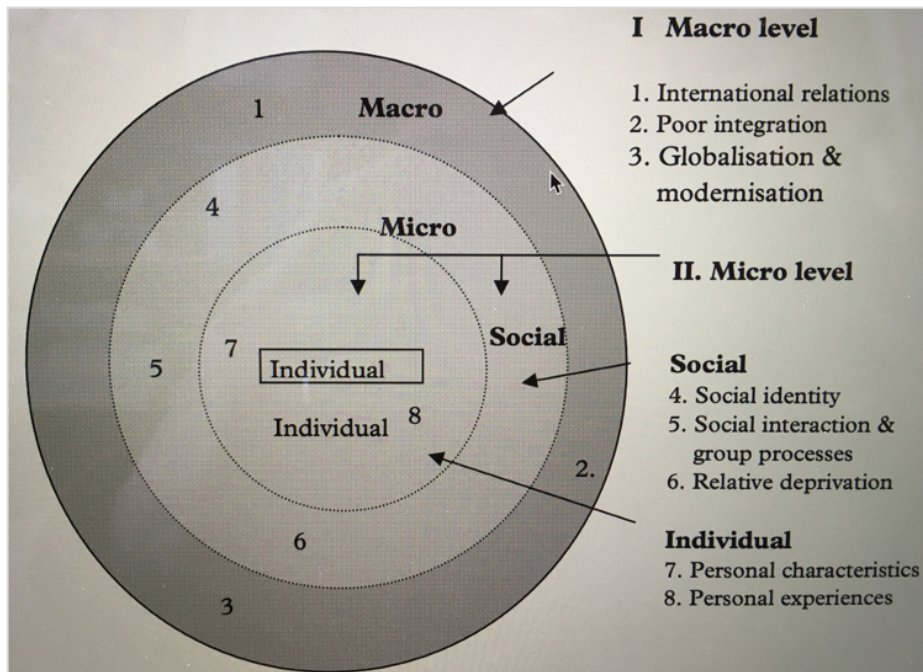 I Macro level
1. International relations
2. Poor integration
3. Globalisation &
modernisation
II. Micro level
Social
4. Social identity
5. Social interaction &
group processes
6. Relative deprivation
Individual
7. Personal characteristics
8. Personal experiences
1
Macro
4
Micro
Social
7
5
Individual
Individual
8
2.
6
3